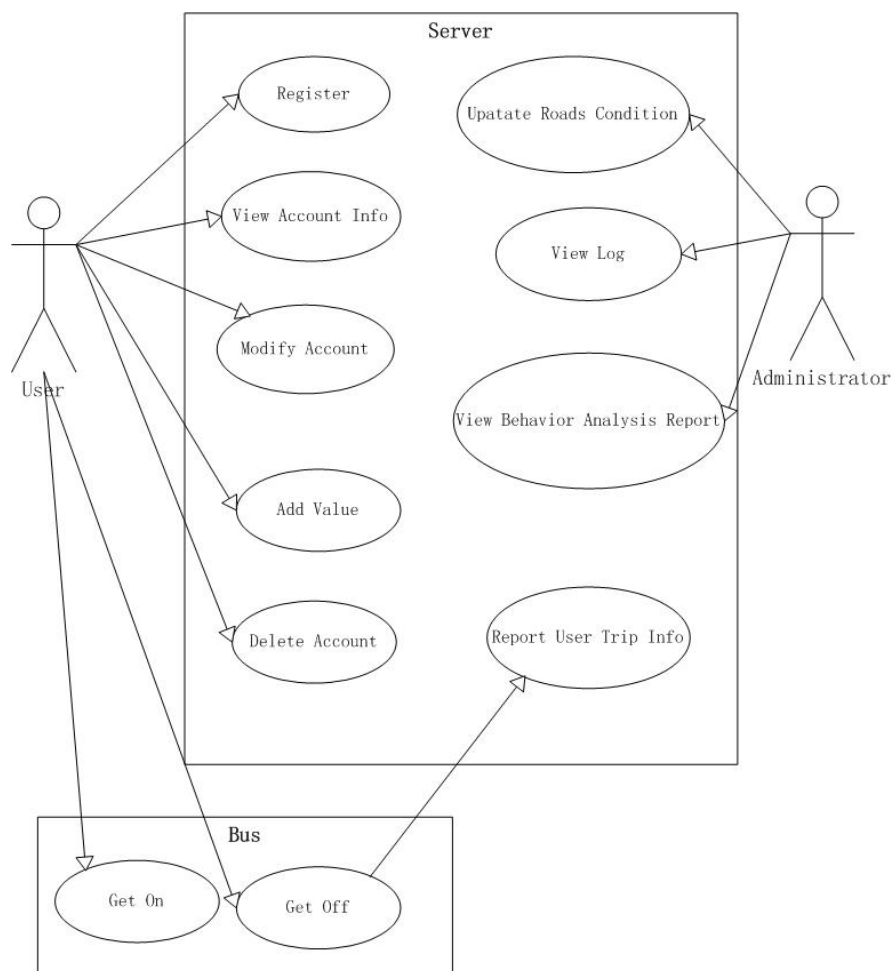 Server
Register
Upatate Roads Condition
View Account Info
View Log
Modify Account
User
Administrator
View Behavior Analysis Report
Add Value
Delete Account
Report User Trip Info
Bus
Get On
Get Off